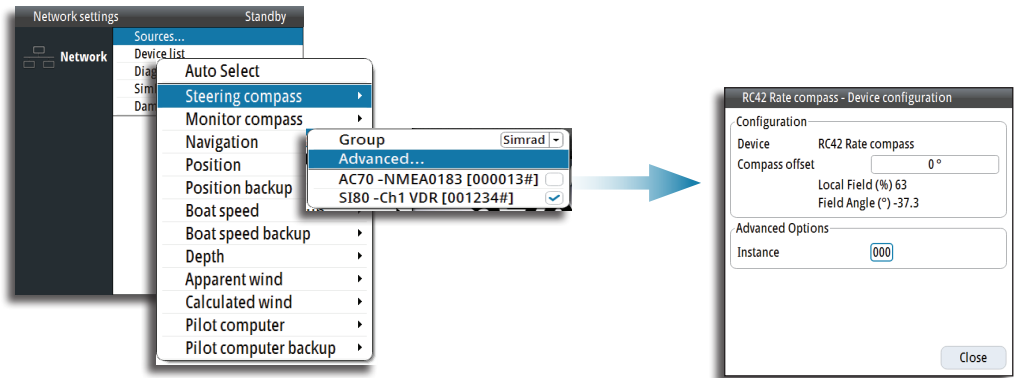 Network settings Standby
Sources...
Network
Device list
Diag
Auto Select
Siml
Steering compass
Dam
Monitor compass
Navigation
Position
Position backup
Boat speed
Boat speed backup
Depth
Apparent wind
Calculated wind
Pilot computer
Pilot computer backup
Group Simrad
Advanced...
AC70 -NMEA0183 [000013#]
SI80 -Ch1 VDR [001234#]
RC42 Rate compass - Device configuration
Configuration
Device RC42 Rate compass
Compass offset 0 °
Local Field (%) 63
Field Angle (°) -37.3
Advanced Options
Instance 000
Close